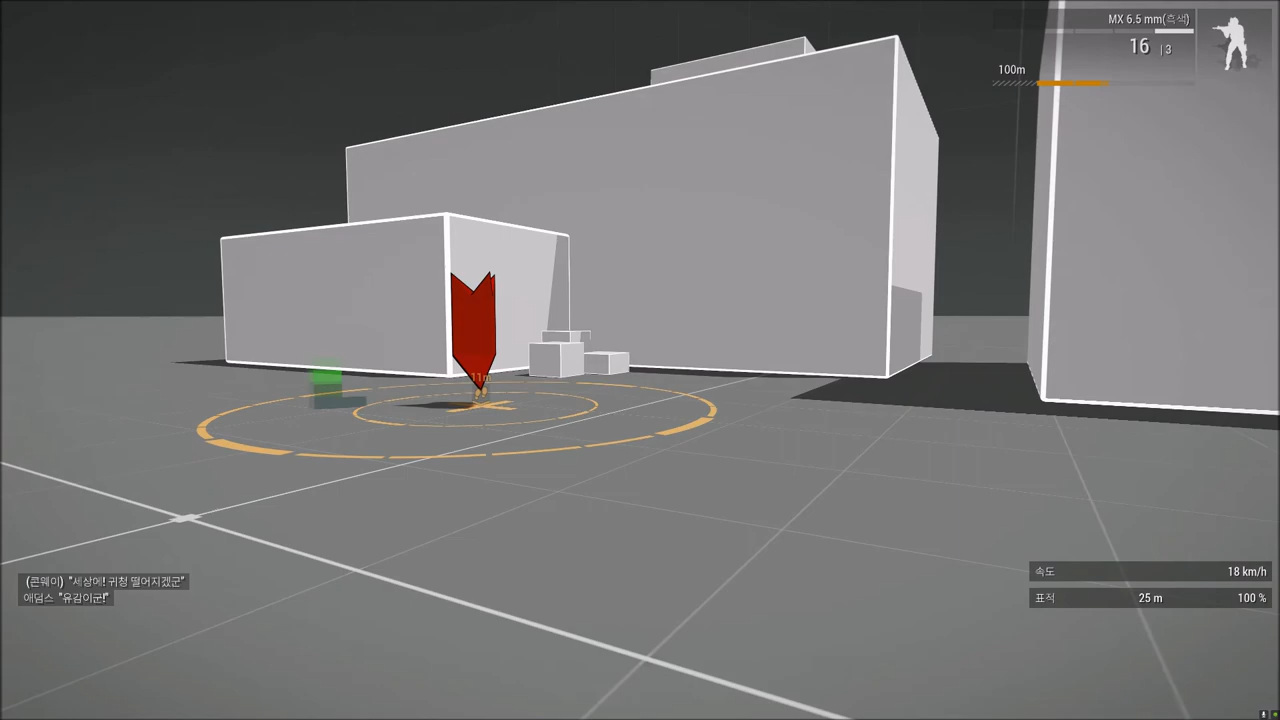 MX 6.5 mm(흑색)
16 | 3
100m
11m
(콘웨이) "세상에! 귀청 떨어지겠군"
애덤스 "유감이군!"
속도 18 km/h
표적 25 m 100 %